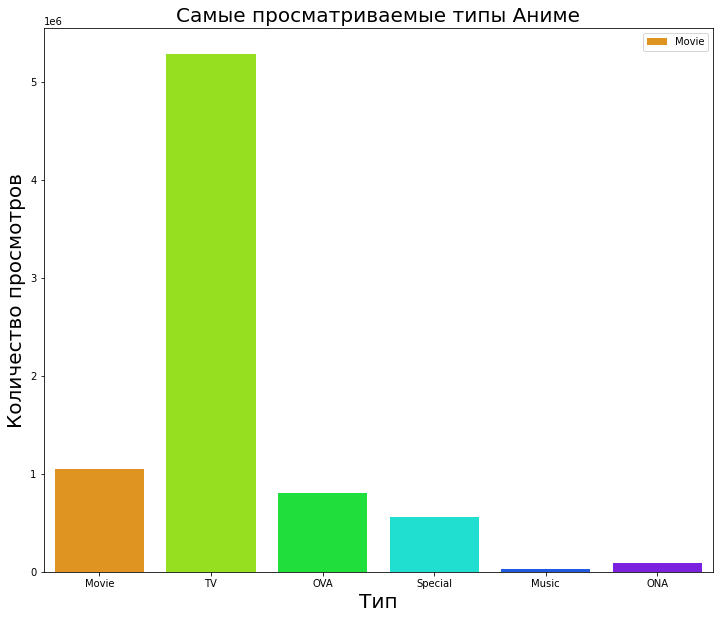 Самые просматриваемые типы Аниме
1e6
Movie
5
4
3
2
1
0
Количество просмотров
Movie TV OVA Special Music ONA
Тип